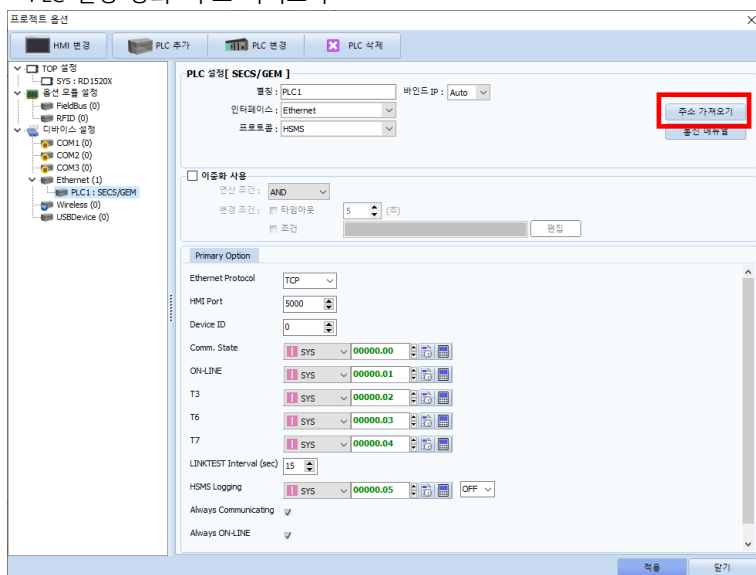 프로젝트 옵션
HMI 변경
PLC 추가
PLC 변경
PLC 삭제
TOP 설정
SYS : RD1520X
옵션 모듈 설정
FieldBus (0)
RFID (0)
디바이스 설정
COM1 (0)
COM2 (0)
COM3 (0)
Ethernet (1)
PLC1 : SECS/GEM
Wireless (0)
USBDevice (0)
PLC 설정[ SECS/GEM ]
별칭 : PLC1 바인드 IP : Auto
인터페이스 : Ethernet
프로토콜 : HSMS
주소 가져오기
통신 매뉴얼
이중화 사용
연산 조건 : AND
변경 조건 : 타임아웃 5 (초)
조건 편집
Primary Option
Ethernet Protocol TCP
HMI Port 5000
Device ID 0
Comm. State SYS 00000.00
ON-LINE SYS 00000.01
T3 SYS 00000.02
T6 SYS 00000.03
T7 SYS 00000.04
LINKTEST Interval (sec) 15
HSMS Logging SYS 00000.05 OFF
Always Communicating
Always ON-LINE
적용 닫기